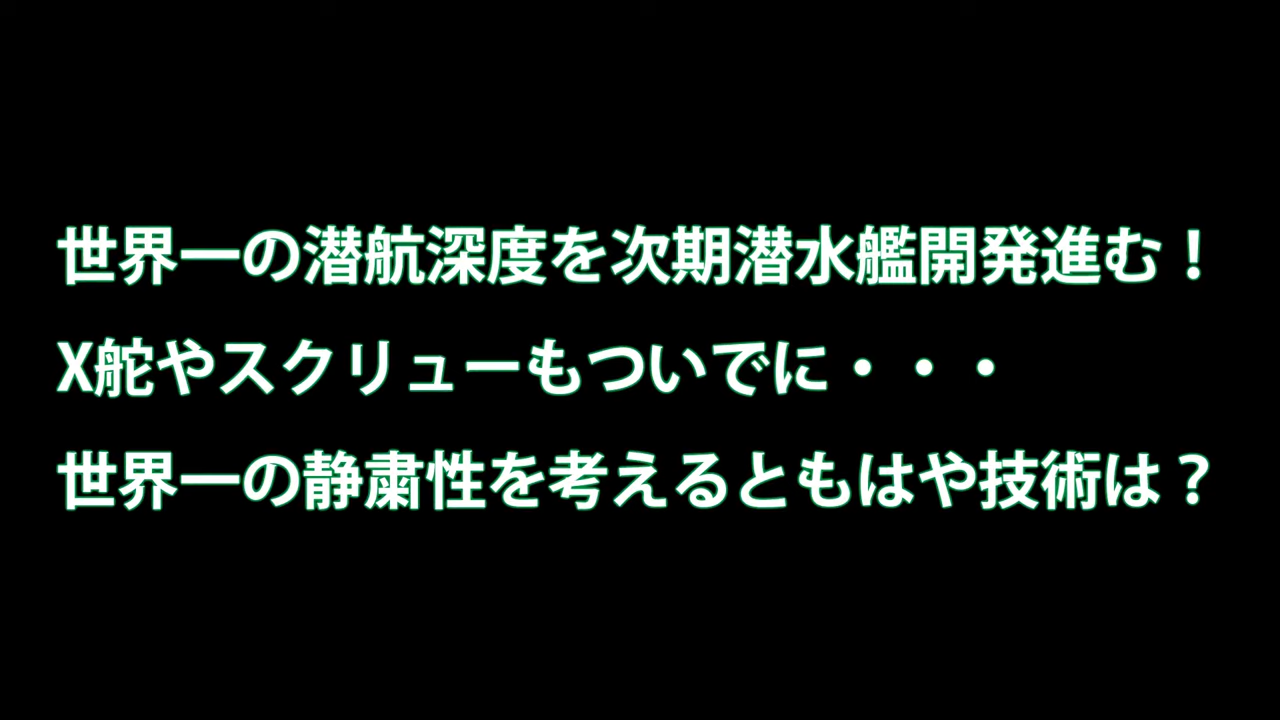 世界一の潜航深度を次期潜水艦開発進む！
X舵やスクリューもついでに・・・
世界一の静粛性を考えるともはや技術は？